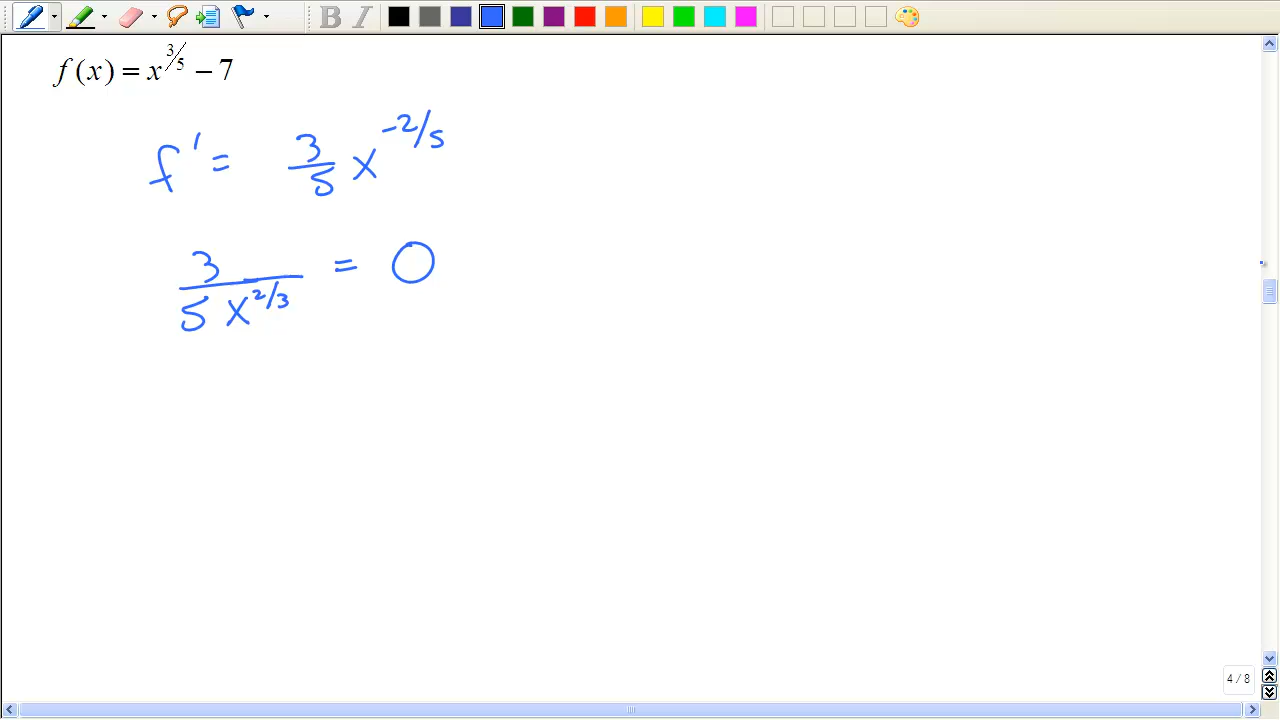 B I
f(x) = x^(3/5) − 7
f' = 3/5 x^(-2/5)
3/(5 x^(2/3)) = 0
4 / 8